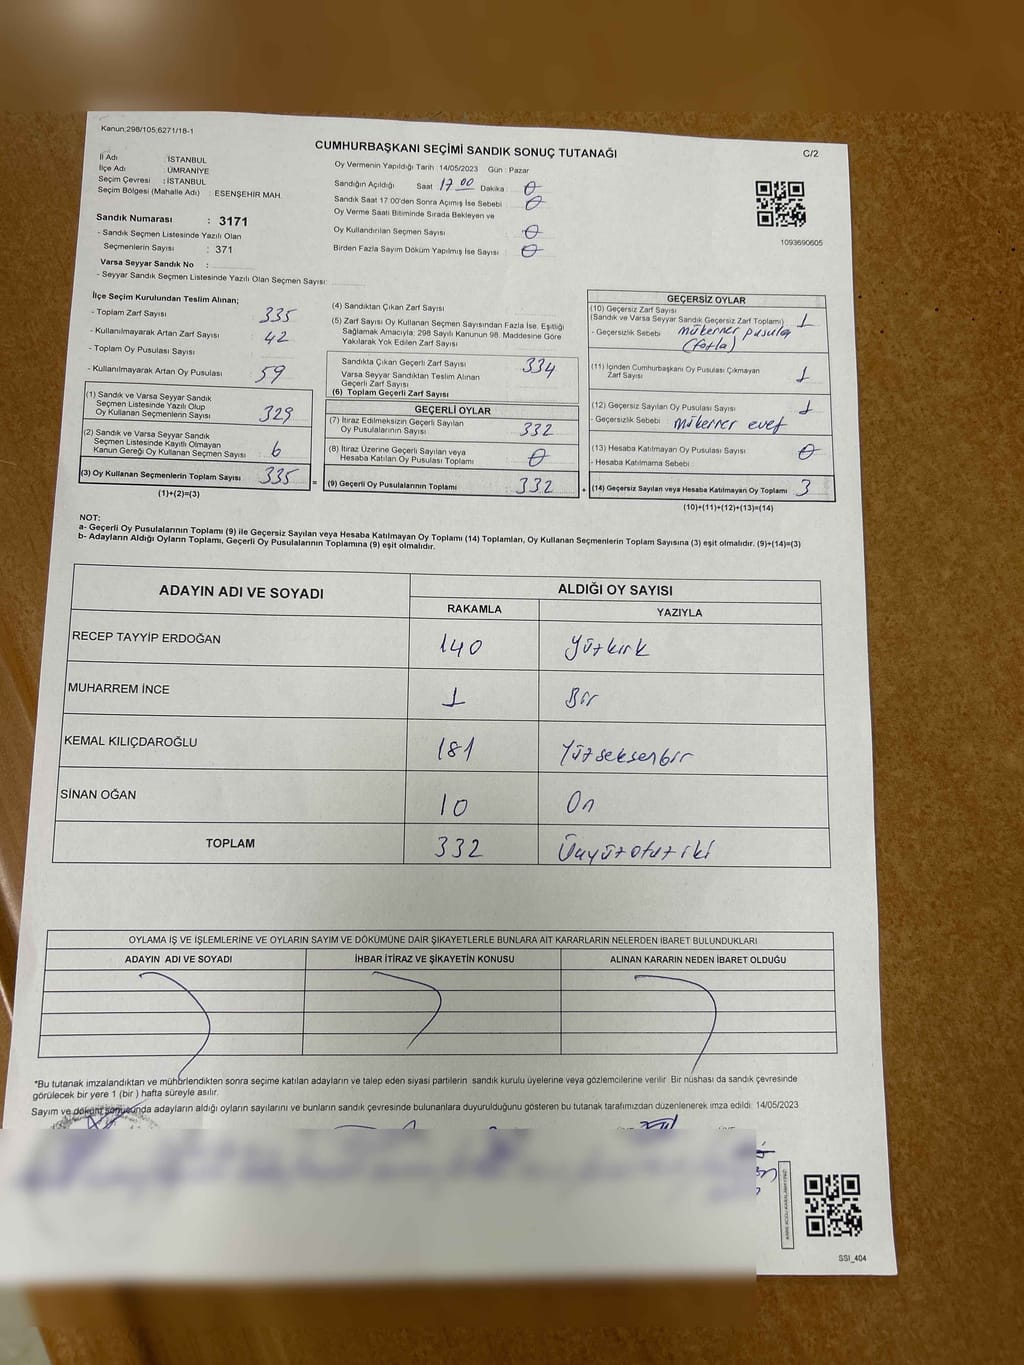 Kanun,298/105,6271/18-1
CUMHURBAŞKANI SEÇİMİ SANDIK SONUÇ TUTANAĞI
C/2
İl Adı : İSTANBUL
İlçe Adı : ÜMRANİYE
Seçim Çevresi : İSTANBUL
Seçim Bölgesi (Mahalle Adı) : ESENŞEHİR MAH.
Sandık Numarası : 3171
- Sandık Seçmen Listesinde Yazılı Olan
Seçmenlerin Sayısı : 371
Varsa Seyyar Sandık No :
- Seyyar Sandık Seçmen Listesinde Yazılı Olan Seçmen Sayısı:
Oy Vermenin Yapıldığı Tarih : 14/05/2023 Gün : Pazar
Sandığın Açıldığı Saat 17 00 Dakika 0
Sandık Saat 17:00'den Sonra Açımış İse Sebebi : 0
Oy Verme Saati Bitiminde Sırada Bekleyen ve
Oy Kullandırılan Seçmen Sayısı : 0
Birden Fazla Sayım Döküm Yapılmış İse Sayısı : 0
1093690605
İlçe Seçim Kurulundan Teslim Alınan;
- Toplam Zarf Sayısı 335
- Kullanılmayarak Artan Zarf Sayısı 42
- Toplam Oy Pusulası Sayısı
- Kullanılmayarak Artan Oy Pusulası 59
(1) Sandık ve Varsa Seyyar Sandık
Seçmen Listesinde Yazılı Olup
Oy Kullanan Seçmenlerin Sayısı 329
(2) Sandık ve Varsa Seyyar Sandık
Seçmen Listesinde Kayıtlı Olmayan
Kanun Gereği Oy Kullanan Seçmen Sayısı 6
(3) Oy Kullanan Seçmenlerin Toplam Sayısı 335
(1)+(2)=(3)
(4) Sandıktan Çıkan Zarf Sayısı
(5) Zarf Sayısı Oy Kullanan Seçmen Sayısından Fazla İse, Eşitliği
Sağlamak Amacıyla, 298 Sayılı Kanunun 98. Maddesine Göre
Yakılarak Yok Edilen Zarf Sayısı
Sandıkta Çıkan Geçerli Zarf Sayısı 334
Varsa Seyyar Sandıktan Teslim Alınan
Geçerli Zarf Sayısı
(6) Toplam Geçerli Zarf Sayısı
GEÇERLİ OYLAR
(7) İtiraz Edilmeksizin Geçerli Sayılan
Oy Pusulalarının Sayısı 332
(8) İtiraz Üzerine Geçerli Sayılan veya
Hesaba Katılan Oy Pusulası Toplamı 0
= (9) Geçerli Oy Pusulalarının Toplamı 332
GEÇERSİZ OYLAR
(10) Geçersiz Zarf Sayısı
(Sandık ve Varsa Seyyar Sandık Geçersiz Zarf Toplamı) 1
- Geçersizlik Sebebi : mükerrer pusula
(fazla)
(11) İçinden Cumhurbaşkanı Oy Pusulası Çıkmayan
Zarf Sayısı 1
(12) Geçersiz Sayılan Oy Pusulası Sayısı 1
- Geçersizlik Sebebi : mükerrer evet
(13) Hesaba Katılmayan Oy Pusulası Sayısı 0
- Hesaba Katılmama Sebebi
+ (14) Geçersiz Sayılan veya Hesaba Katılmayan Oy Toplamı 3
(10)+(11)+(12)+(13)=(14)
NOT:
a- Geçerli Oy Pusulalarının Toplamı (9) ile Geçersiz Sayılan veya Hesaba Katılmayan Oy Toplamı (14) Toplamları, Oy Kullanan Seçmenlerin Toplam Sayısına (3) eşit olmalıdır. (9)+(14)=(3)
b- Adayların Aldığı Oyların Toplamı, Geçerli Oy Pusulalarının Toplamına (9) eşit olmalıdır.
ADAYIN ADI VE SOYADI ALDIĞI OY SAYISI
RAKAMLA YAZIYLA
RECEP TAYYİP ERDOĞAN 140 Yüzkırk
MUHARREM İNCE 1 Bir
KEMAL KILIÇDAROĞLU 181 Yüzseksenbir
SİNAN OĞAN 10 On
TOPLAM 332 Üçyüzotuziki
OYLAMA İŞ VE İŞLEMLERİNE VE OYLARIN SAYIM VE DÖKÜMÜNE DAİR ŞİKAYETLERLE BUNLARA AİT KARARLARIN NELERDEN İBARET BULUNDUKLARI
ADAYIN ADI VE SOYADI İHBAR İTİRAZ VE ŞİKAYETİN KONUSU ALINAN KARARIN NEDEN İBARET OLDUĞU
*Bu tutanak imzalandıktan ve mühürlendikten sonra seçime katılan adayların ve talep eden siyasi partilerin sandık kurulu üyelerine veya gözlemcilerine verilir. Bir nüshası da sandık çevresinde
görülecek bir yere 1 (bir) hafta süreyle asılır.
Sayım ve döküm sonucunda adayların aldığı oyların sayılarını ve bunların sandık çevresinde bulunanlara duyurulduğunu gösteren bu tutanak tarafımızdan düzenlenerek imza edildi. 14/05/2023
SSI_404